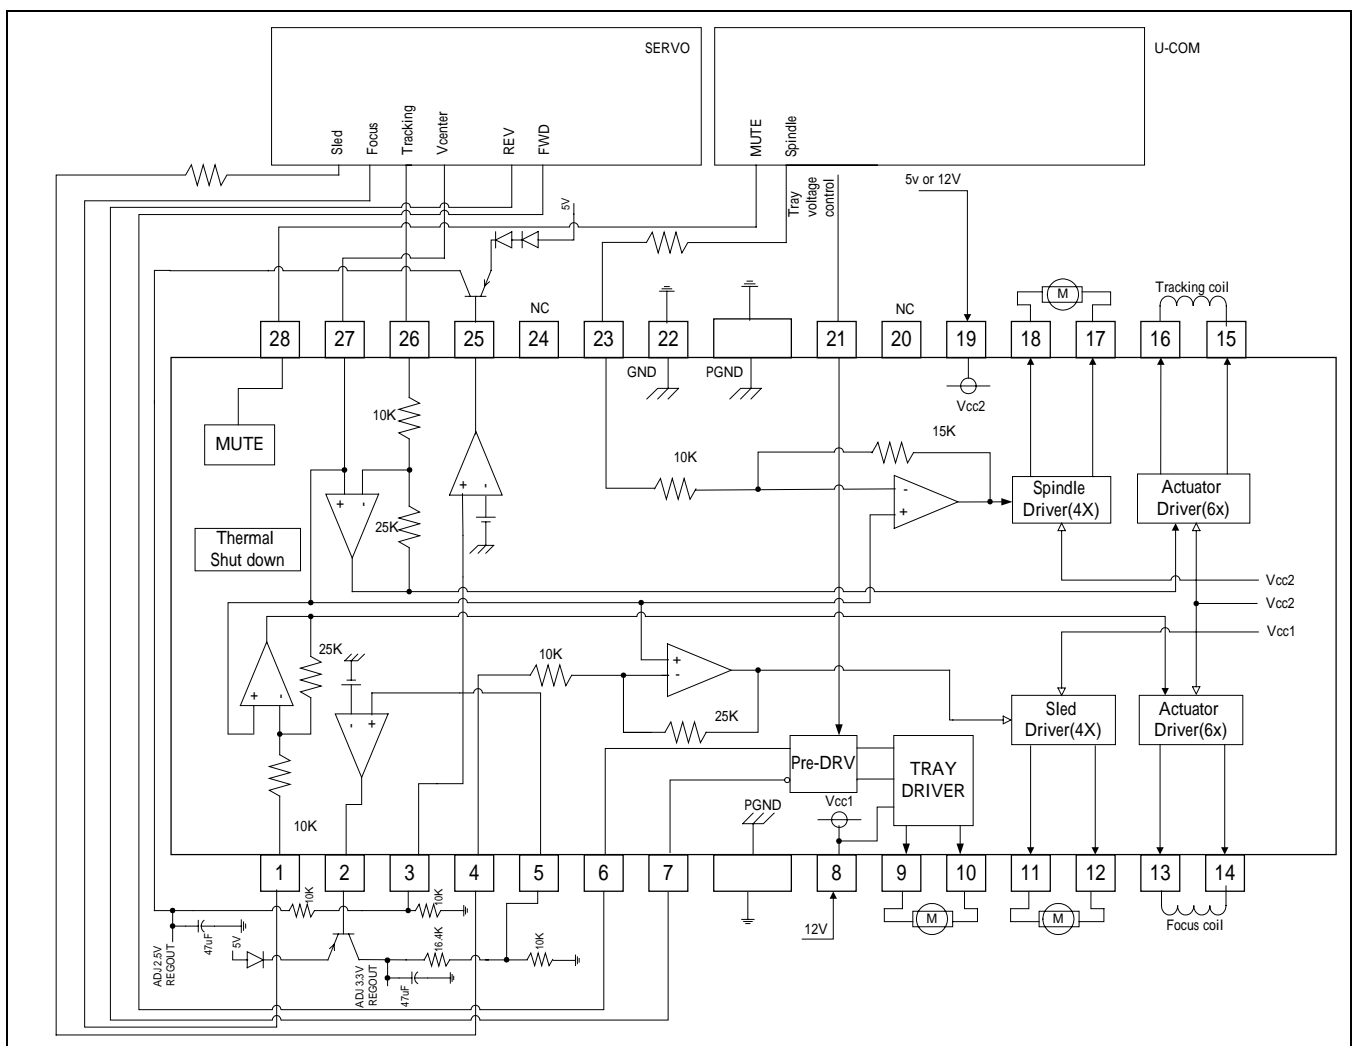 SERVO
U-COM
Sled
Focus
Tracking
Vcenter
REV
FWD
MUTE
Spindle
Tray
voltage
control
5v or 12V
5V
NC
NC
M
Tracking coil
28
27
26
25
24
23
22
21
20
19
18
17
16
15
GND
PGND
Vcc2
MUTE
10K
15K
10K
+
-
+
-
25K
-
+
Spindle
Driver(4X)
Actuator
Driver(6x)
Thermal
Shut down
Vcc2
Vcc2
Vcc1
25K
10K
+
-
+
-
-
+
25K
Sled
Driver(4X)
Actuator
Driver(6x)
Pre-DRV
TRAY
DRIVER
10K
PGND
Vcc1
1
2
3
4
5
6
7
8
9
10
11
12
13
14
10K
10K
M
M
Focus coil
12V
ADJ 2.5V
REGOUT
47uF
5V
ADJ 3.3V
REGOUT
47uF
16.4K
10K